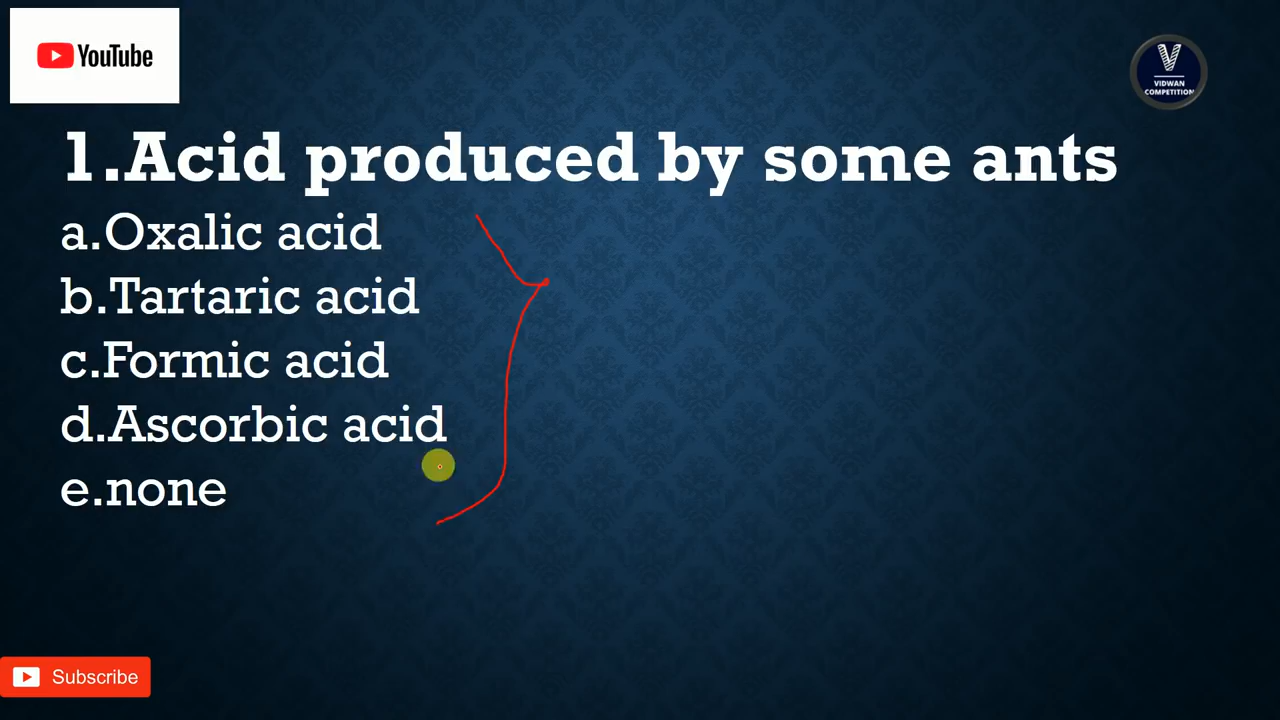 YouTube
V
VIDWAN
COMPETITION
1.Acid produced by some ants
a.Oxalic acid
b.Tartaric acid
c.Formic acid
d.Ascorbic acid
e.none
Subscribe